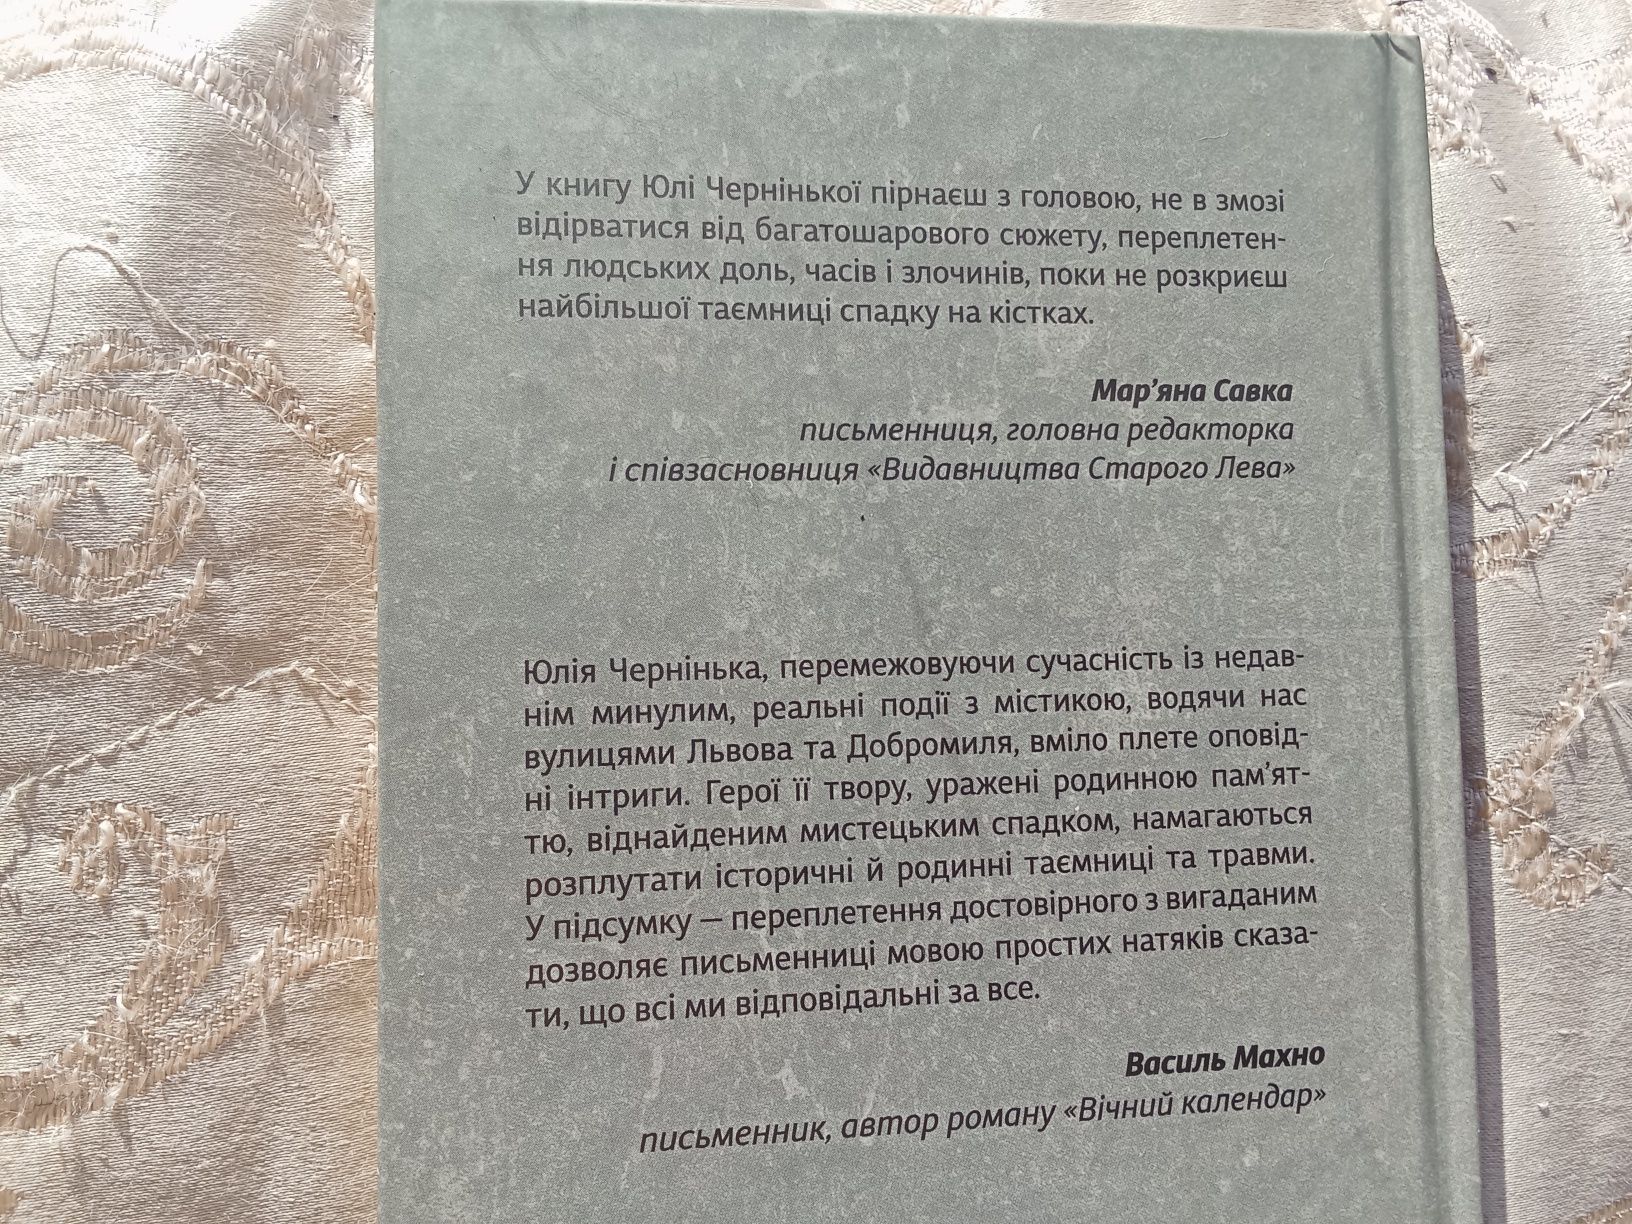 У книгу Юлі Чернінької пірнаєш з головою, не в змозі
відірватися від багатошарового сюжету, переплетен-
ня людських доль, часів і злочинів, поки не розкриєш
найбільшої таємниці спадку на кістках.
Мар’яна Савка
письменниця, головна редакторка
і співзасновниця «Видавництва Старого Лева»
Юлія Чернінька, перемежовуючи сучасність із недав-
нім минулим, реальні події з містикою, водячи нас
вулицями Львова та Добромиля, вміло плете оповід-
ні інтриги. Герої її твору, уражені родинною пам’ят-
тю, віднайденим мистецьким спадком, намагаються
розплутати історичні й родинні таємниці та травми.
У підсумку — переплетення достовірного з вигаданим
дозволяє письменниці мовою простих натяків сказа-
ти, що всі ми відповідальні за все.
Василь Махно
письменник, автор роману «Вічний календар»